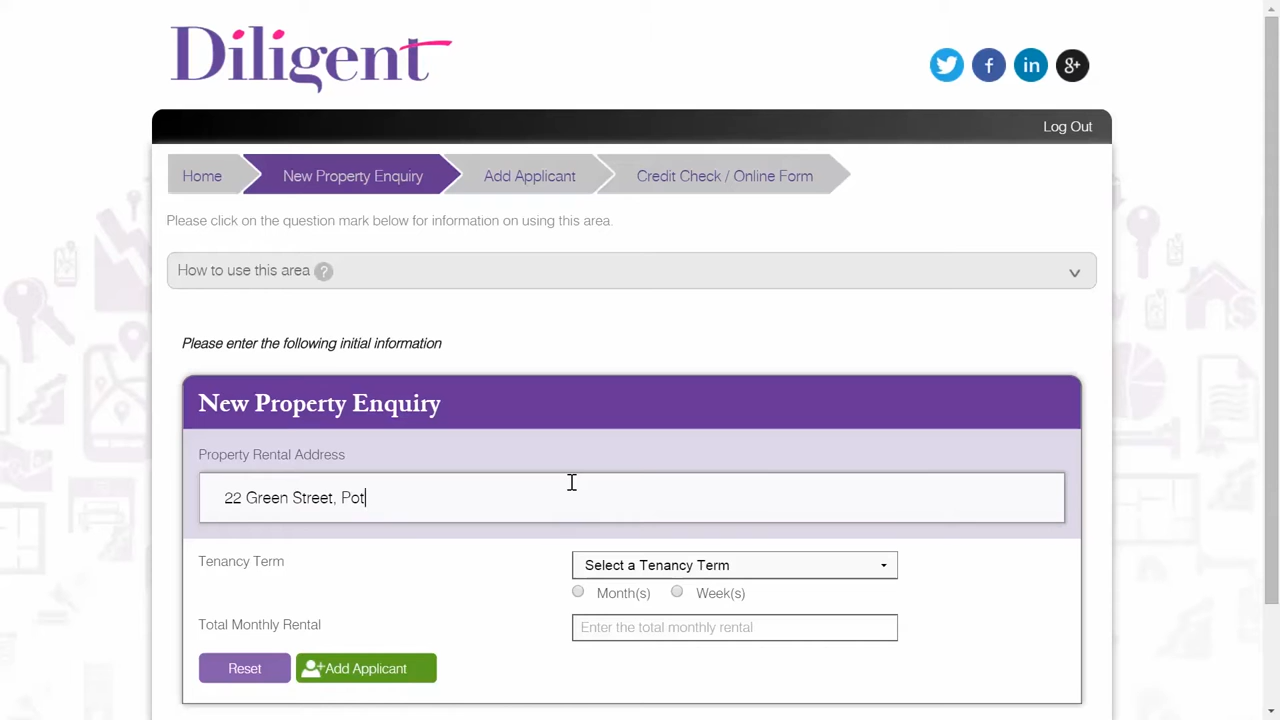 Diligent
Log Out
Home
New Property Enquiry
Add Applicant
Credit Check / Online Form
Please click on the question mark below for information on using this area.
How to use this area ?
Please enter the following initial information
New Property Enquiry
Property Rental Address
22 Green Street, Pot
Tenancy Term
Select a Tenancy Term
Month(s) Week(s)
Total Monthly Rental
Enter the total monthly rental
Reset
Add Applicant